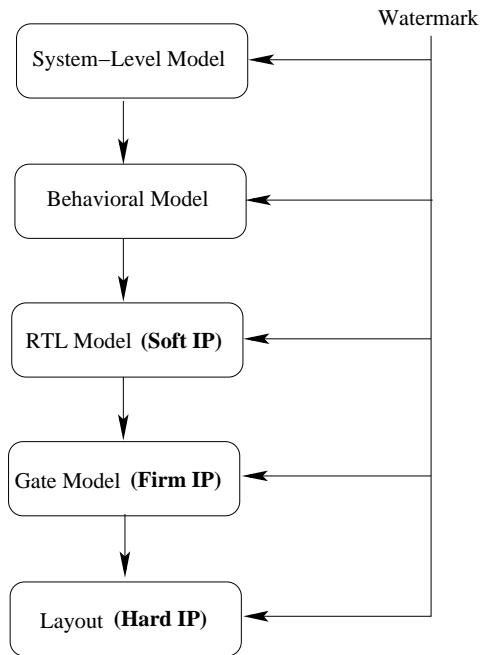 Watermark
System−Level Model
Behavioral Model
RTL Model (Soft IP)
Gate Model (Firm IP)
Layout (Hard IP)